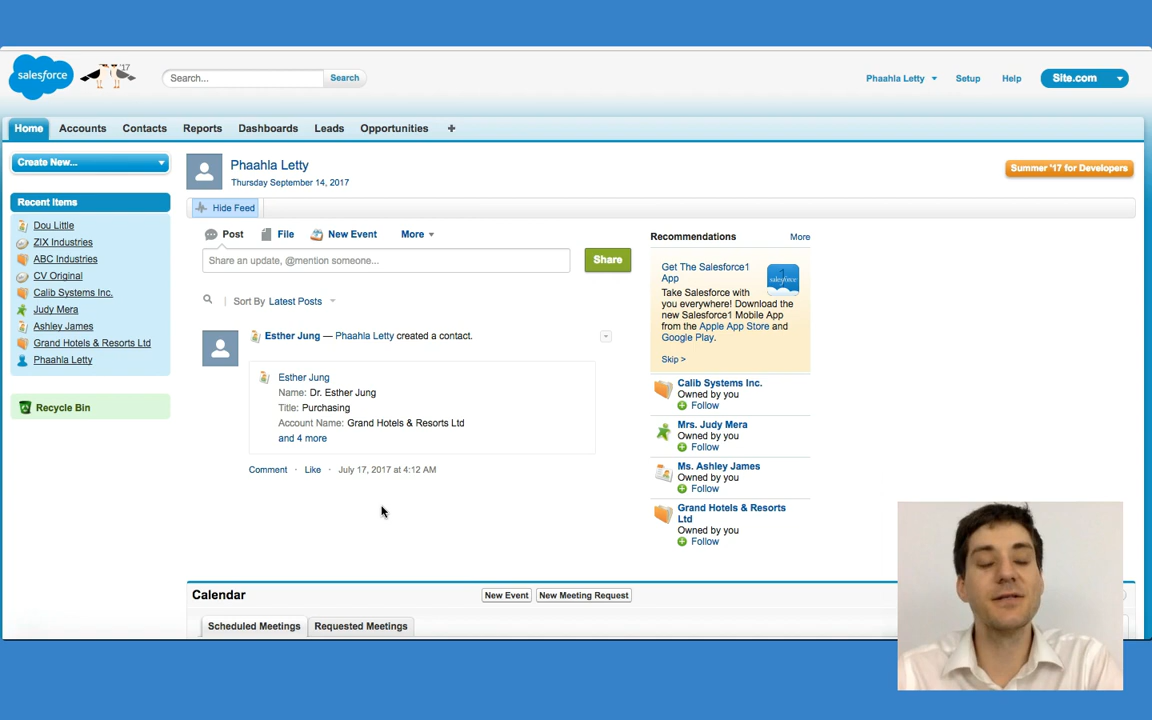 salesforce
'17
Search...
Search
Phaahla Letty
Setup
Help
Site.com
Home
Accounts
Contacts
Reports
Dashboards
Leads
Opportunities
+
Create New...
Recent Items
Dou Little
ZIX Industries
ABC Industries
CV Original
Calib Systems Inc.
Judy Mera
Ashley James
Grand Hotels & Resorts Ltd
Phaahla Letty
Recycle Bin
Phaahla Letty
Thursday September 14, 2017
Summer '17 for Developers
Hide Feed
Post
File
New Event
More
Share an update, @mention someone...
Share
Sort By Latest Posts
Esther Jung — Phaahla Letty created a contact.
Esther Jung
Name: Dr. Esther Jung
Title: Purchasing
Account Name: Grand Hotels & Resorts Ltd
and 4 more
Comment · Like · July 17, 2017 at 4:12 AM
Recommendations
More
Get The Salesforce1
App
Take Salesforce with
you everywhere! Download the
new Salesforce1 Mobile App
from the Apple App Store and
Google Play.
Skip >
salesforce
1
Calib Systems Inc.
Owned by you
Follow
Mrs. Judy Mera
Owned by you
Follow
Ms. Ashley James
Owned by you
Follow
Grand Hotels & Resorts
Ltd
Owned by you
Follow
Calendar
New Event
New Meeting Request
Scheduled Meetings
Requested Meetings